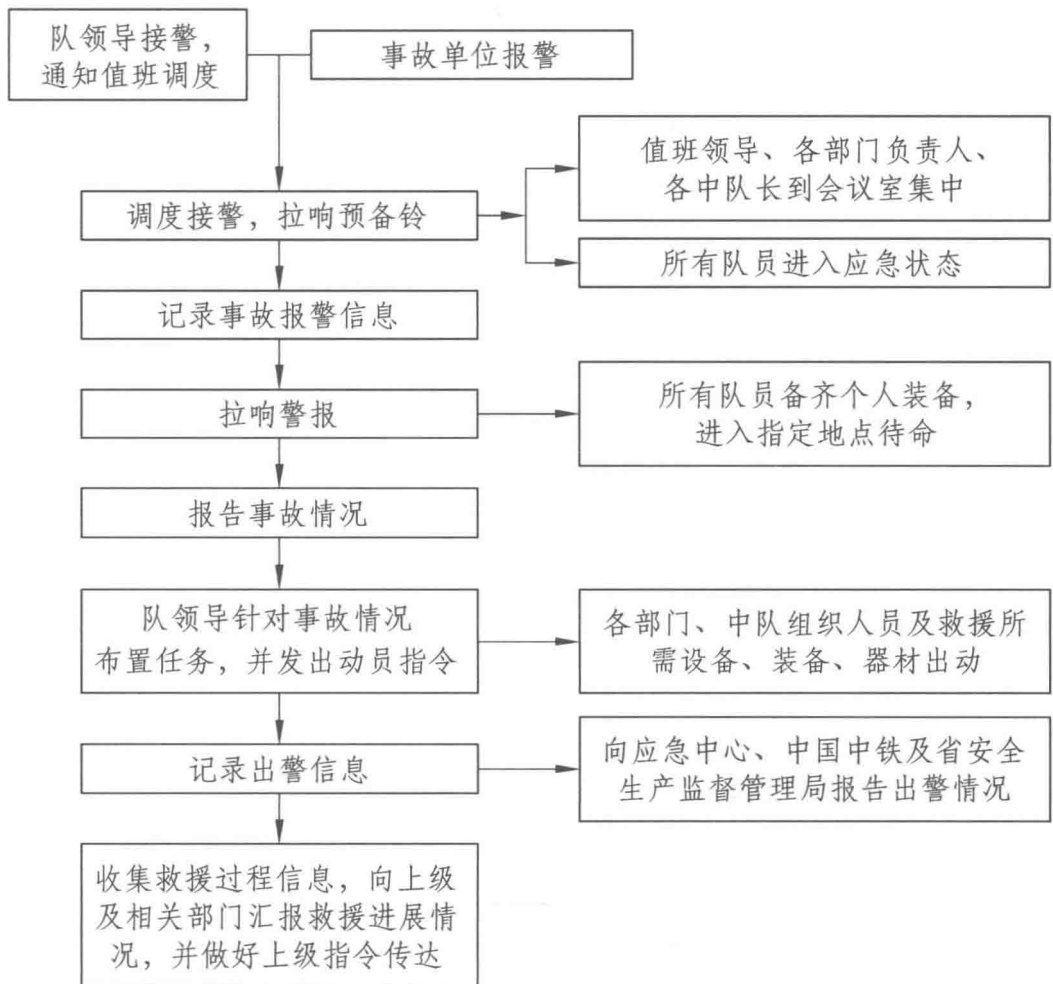 队领导接警，
通知值班调度
事故单位报警
值班领导、各部门负责人、
各中队长到会议室集中
调度接警，拉响预备铃
所有队员进入应急状态
记录事故报警信息
拉响警报
所有队员备齐个人装备，
进入指定地点待命
报告事故情况
队领导针对事故情况
布置任务，并发出动员指令
各部门、中队组织人员及救援所
需设备、装备、器材出动
记录出警信息
向应急中心、中国中铁及省安全
生产监督管理局报告出警情况
收集救援过程信息，向上级
及相关部门汇报救援进展情
况，并做好上级指令传达